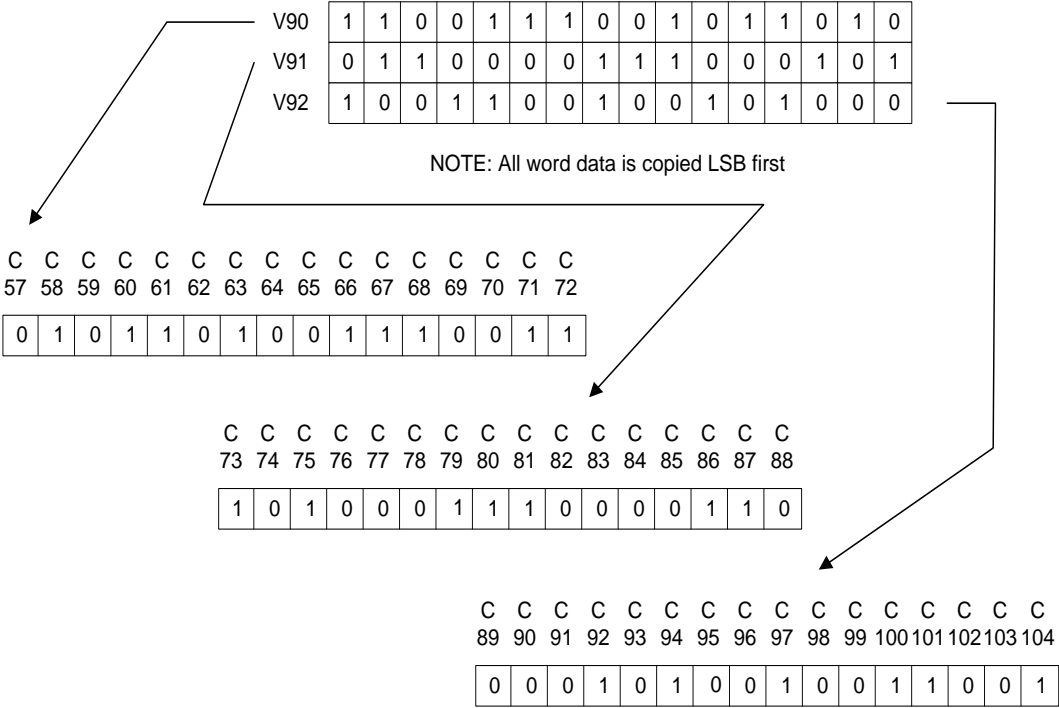 V90 1 1 0 0 1 1 1 0 0 1 0 1 1 0 1 0
V91 0 1 1 0 0 0 0 1 1 1 0 0 0 1 0 1
V92 1 0 0 1 1 0 0 1 0 0 1 0 1 0 0 0
NOTE: All word data is copied LSB first
C C C C C C C C C C C C C C C C
57 58 59 60 61 62 63 64 65 66 67 68 69 70 71 72
0 1 0 1 1 0 1 0 0 1 1 1 0 0 1 1
C C C C C C C C C C C C C C C C
73 74 75 76 77 78 79 80 81 82 83 84 85 86 87 88
1 0 1 0 0 0 1 1 1 0 0 0 0 1 1 0
C C C C C C C C C C C C C C C C
89 90 91 92 93 94 95 96 97 98 99 100 101 102 103 104
0 0 0 1 0 1 0 0 1 0 0 1 1 0 0 1